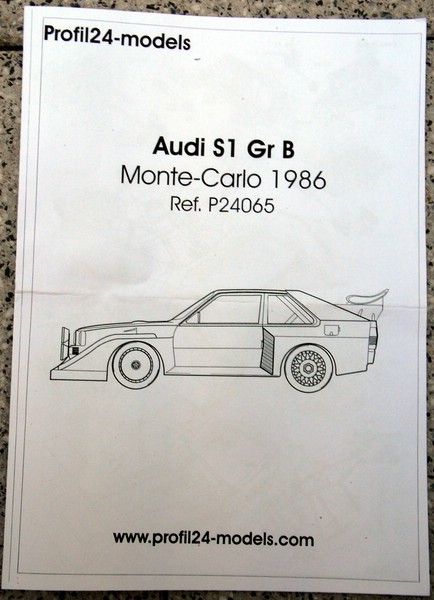 Profil24-models
Audi S1 Gr B
Monte-Carlo 1986
Ref. P24065
www.profil24-models.com